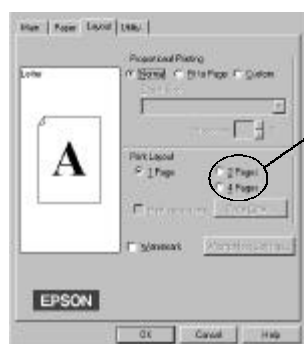 Main Paper Layout Utility
Letter
Proportional Printing
Normal Fit to Page Custom
A
Print Layout
1 Page 2 Pages
4 Pages
Watermark
EPSON
OK Cancel Help